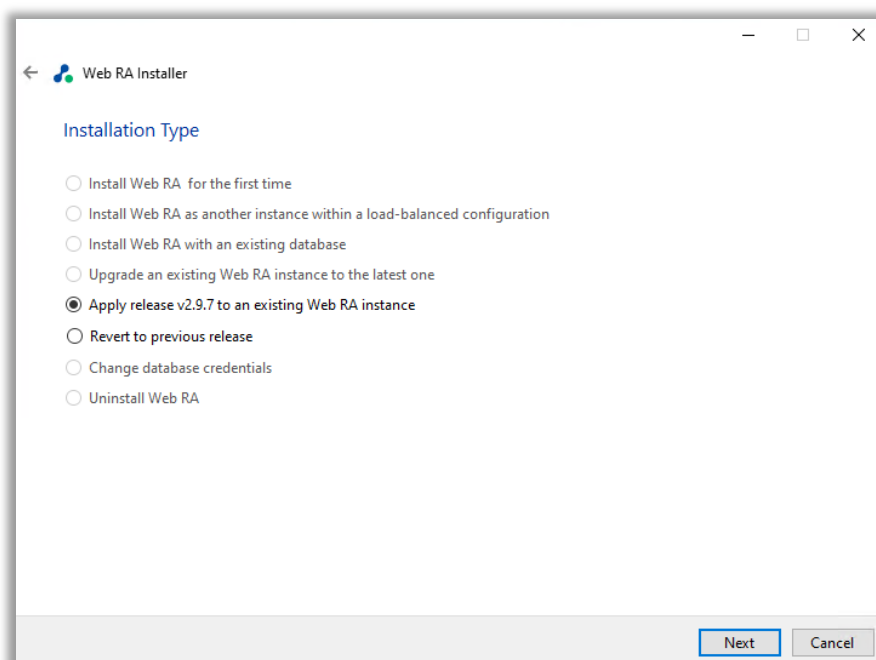 Web RA Installer
Installation Type
Install Web RA  for the first time
Install Web RA as another instance within a load-balanced configuration
Install Web RA with an existing database
Upgrade an existing Web RA instance to the latest one
Apply release v2.9.7 to an existing Web RA instance
Revert to previous release
Change database credentials
Uninstall Web RA
Next Cancel